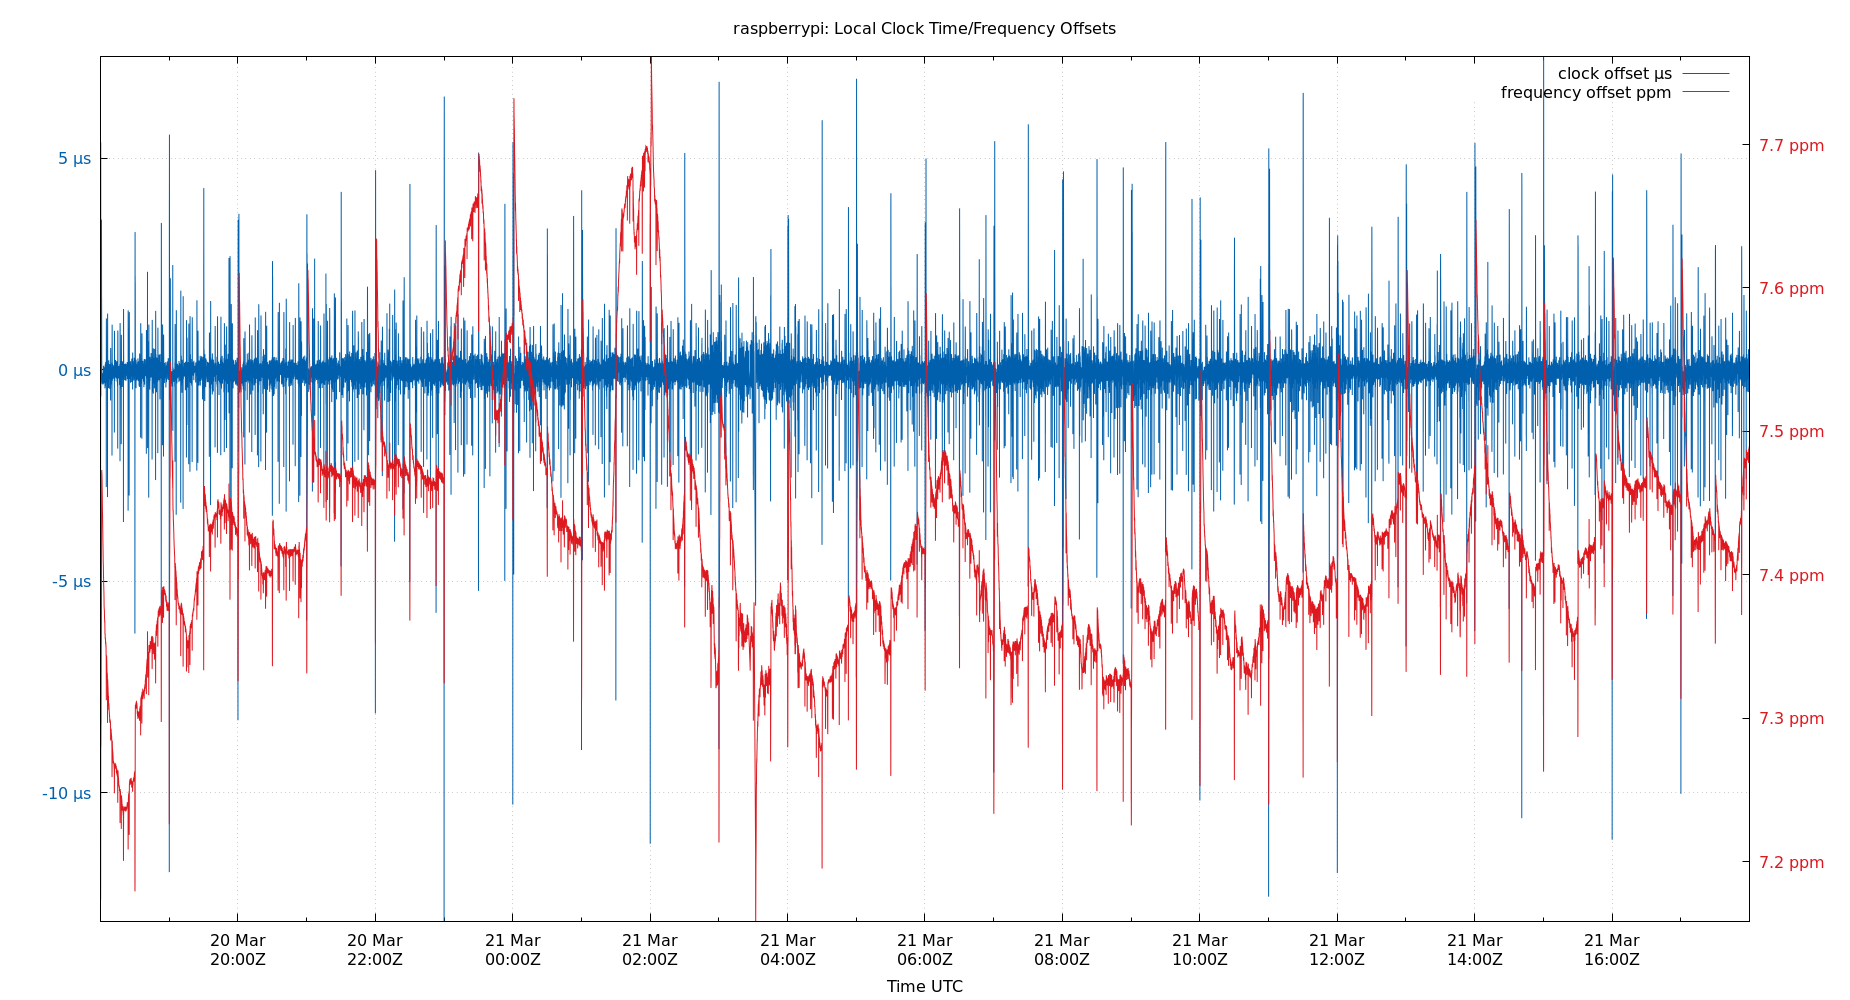 raspberrypi: Local Clock Time/Frequency Offsets
clock offset µs
frequency offset ppm
5 µs
0 µs
-5 µs
-10 µs
7.7 ppm
7.6 ppm
7.5 ppm
7.4 ppm
7.3 ppm
7.2 ppm
20 Mar 20 Mar 21 Mar 21 Mar 21 Mar 21 Mar 21 Mar 21 Mar 21 Mar 21 Mar 21 Mar
20:00Z 22:00Z 00:00Z 02:00Z 04:00Z 06:00Z 08:00Z 10:00Z 12:00Z 14:00Z 16:00Z
Time UTC